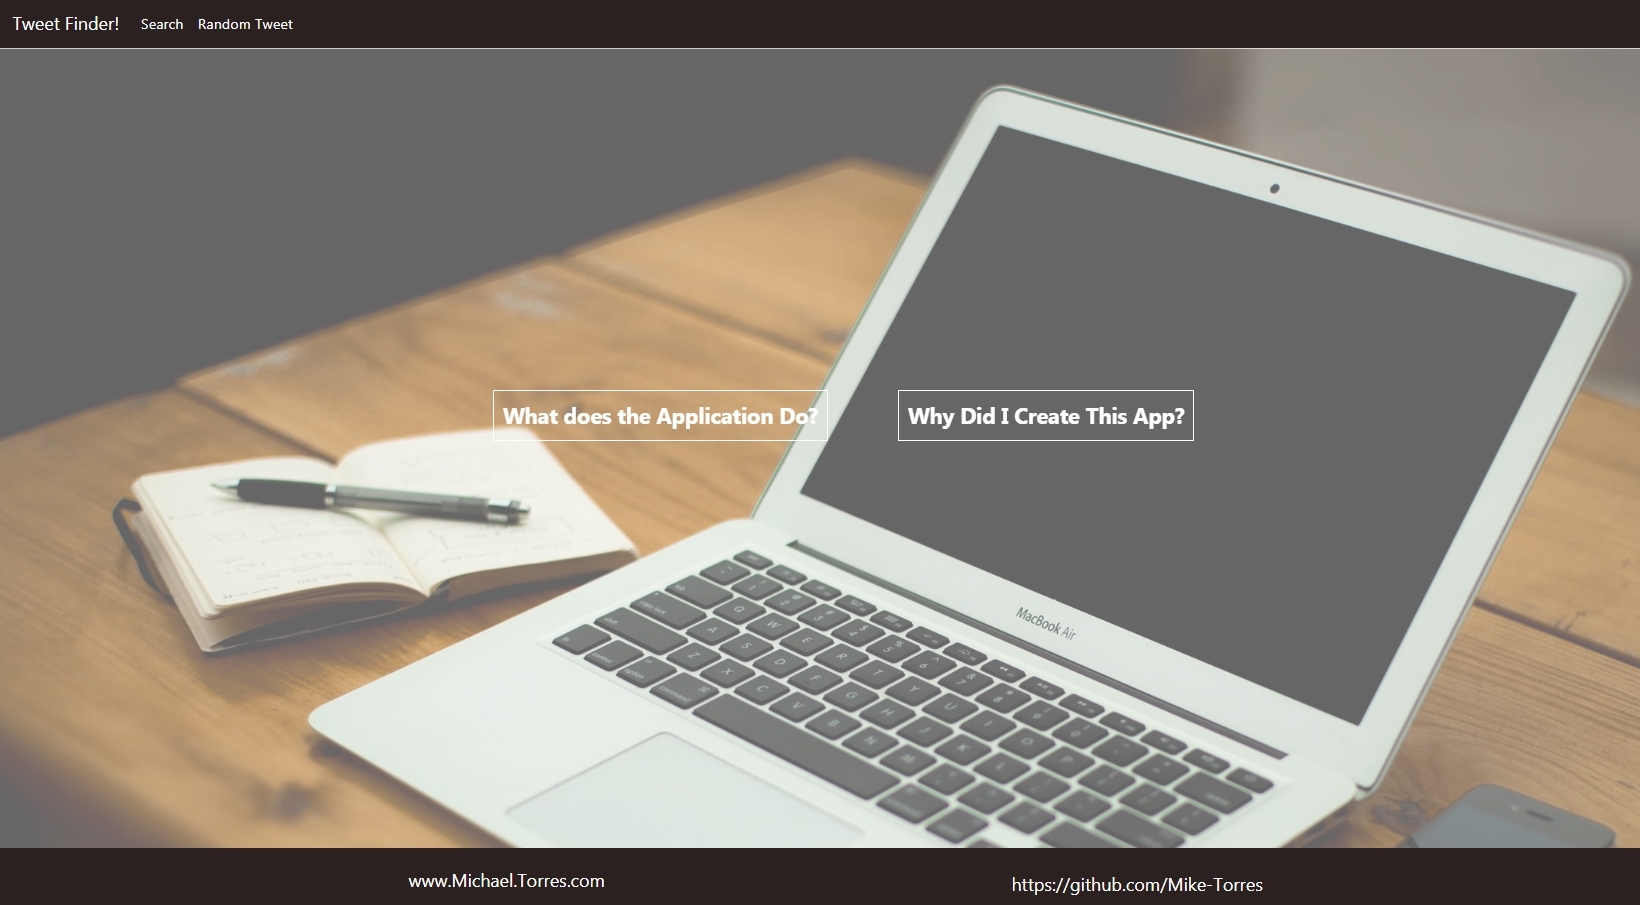 Tweet Finder! Search Random Tweet
What does the Application Do? Why Did I Create This App?
MacBook Air
www.Michael.Torres.com https://github.com/Mike-Torres